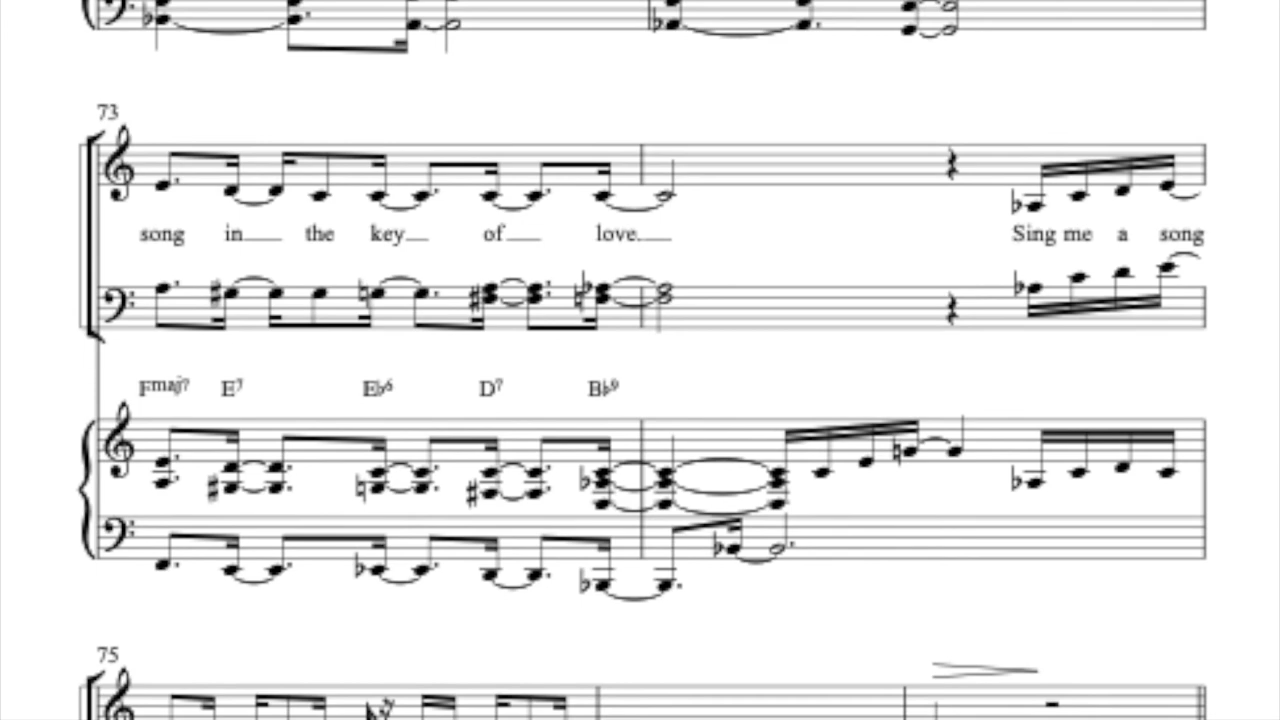 73
song in the key of love. Sing me a song
Fmaj7 E7 E♭6 D7 B♭9
75